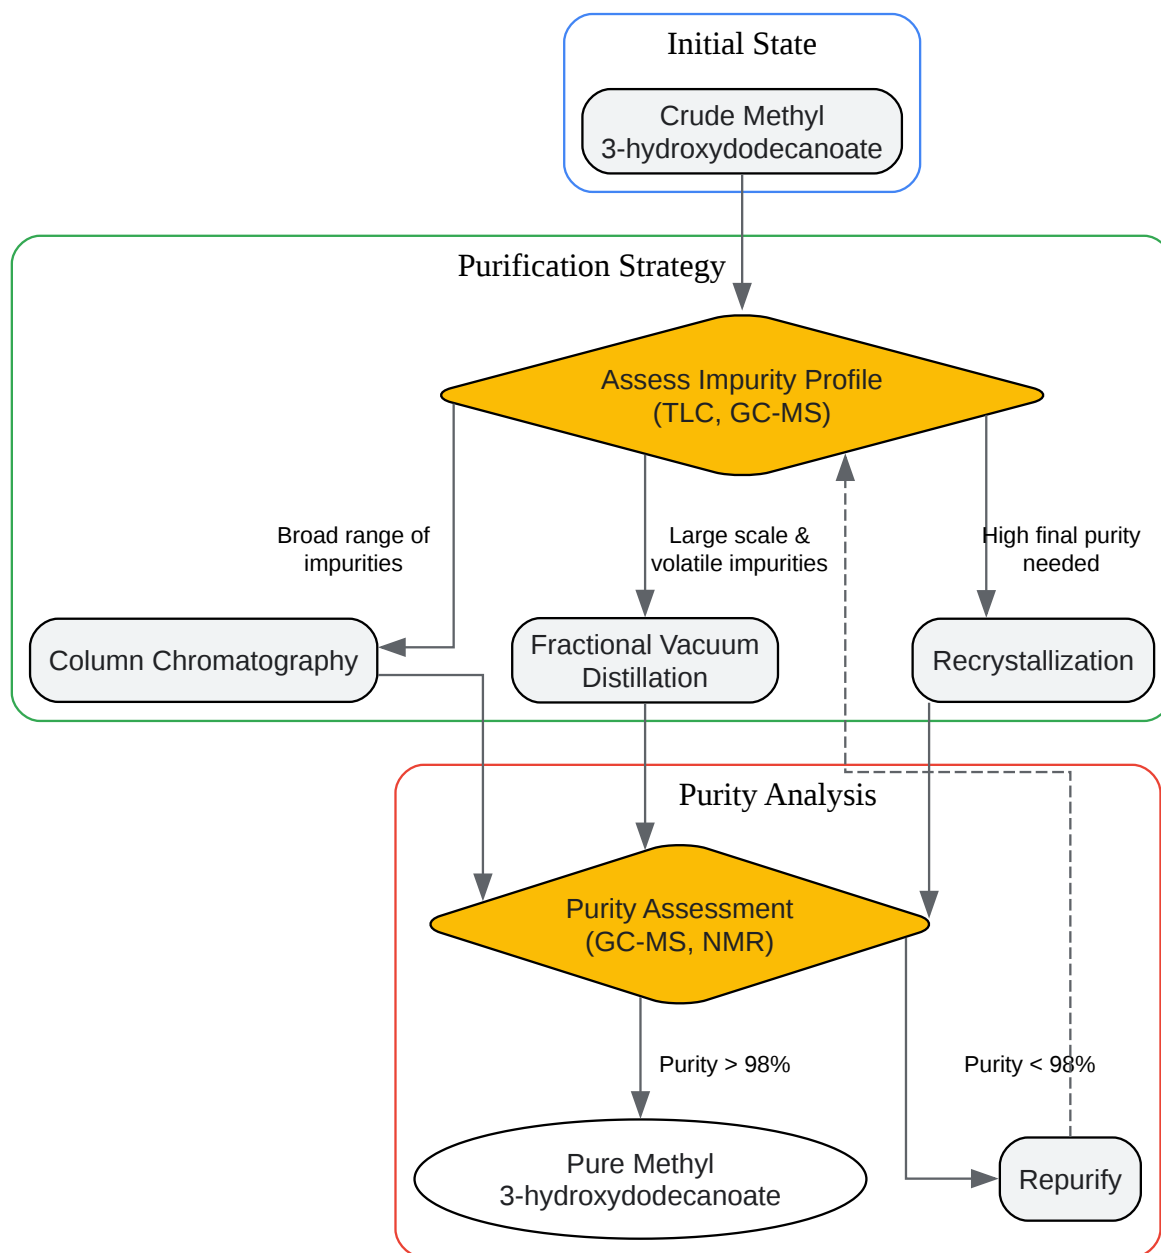 Initial State
Crude Methyl
3-hydroxydodecanoate
Purification Strategy
Assess Impurity Profile
(TLC, GC-MS)
Broad range of
impurities
Large scale &
volatile impurities
High final purity
needed
Column Chromatography
Fractional Vacuum
Distillation
Recrystallization
Purity Analysis
Purity Assessment
(GC-MS, NMR)
Purity > 98%
Purity < 98%
Pure Methyl
3-hydroxydodecanoate
Repurify